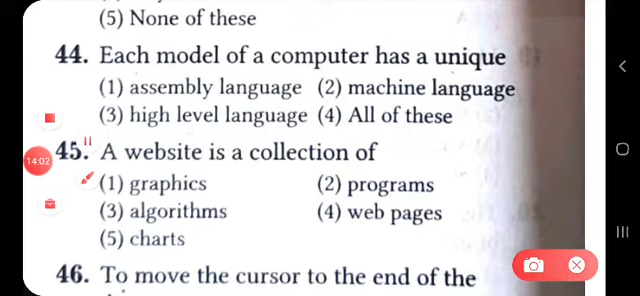 (5) None of these
44. Each model of a computer has a unique
(1) assembly language (2) machine language
(3) high level language (4) All of these
14:02
45. A website is a collection of
(1) graphics (2) programs
(3) algorithms (4) web pages
(5) charts
46. To move the cursor to the end of the